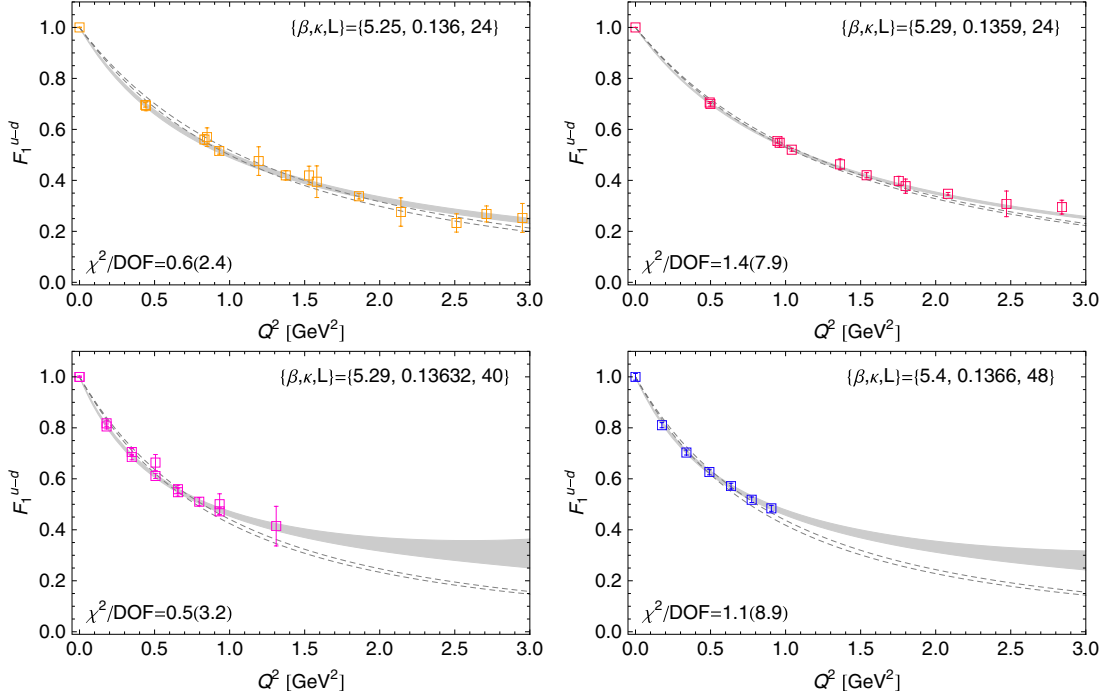 {β,κ,L}={5.25, 0.136, 24}
F₁ᵘ⁻ᵈ
1.0
0.8
0.6
0.4
0.2
0.0
χ²/DOF=0.6(2.4)
0.0 0.5 1.0 1.5 2.0 2.5 3.0
Q² [GeV²]
{β,κ,L}={5.29, 0.1359, 24}
F₁ᵘ⁻ᵈ
1.0
0.8
0.6
0.4
0.2
0.0
χ²/DOF=1.4(7.9)
0.0 0.5 1.0 1.5 2.0 2.5 3.0
Q² [GeV²]
{β,κ,L}={5.29, 0.13632, 40}
F₁ᵘ⁻ᵈ
1.0
0.8
0.6
0.4
0.2
0.0
χ²/DOF=0.5(3.2)
0.0 0.5 1.0 1.5 2.0 2.5 3.0
Q² [GeV²]
{β,κ,L}={5.4, 0.1366, 48}
F₁ᵘ⁻ᵈ
1.0
0.8
0.6
0.4
0.2
0.0
χ²/DOF=1.1(8.9)
0.0 0.5 1.0 1.5 2.0 2.5 3.0
Q² [GeV²]